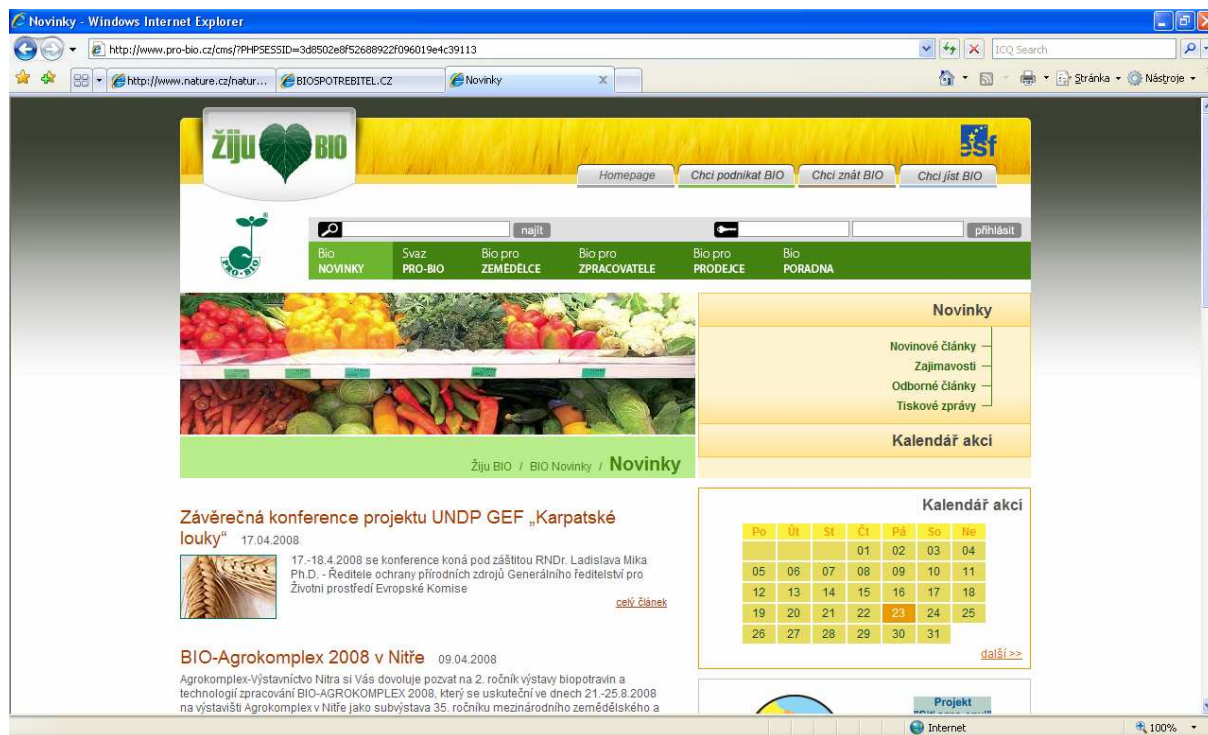 Novinky - Windows Internet Explorer
http://www.pro-bio.cz/cms/?PHPSESSID=3d8502e8f52688922f096019e4c39113
ICQ Search
http://www.nature.cz/natur... BIOSPOTREBITEL.CZ Novinky
Stránka Nástroje
žiju BIO
esf
Homepage Chci podnikat BIO Chci znát BIO Chci jíst BIO
PRO-BIO
najít
přihlásit
Bio NOVINKY
Svaz PRO-BIO
Bio pro ZEMĚDĚLCE
Bio pro ZPRACOVATELE
Bio pro PRODEJCE
Bio PORADNA
Novinky
Novinové články
Zajímavosti
Odborné články
Tiskové zprávy
Kalendář akcí
Žiju BIO / BIO Novinky / Novinky
Závěrečná konference projektu UNDP GEF „Karpatské
louky“ 17.04.2008
17.-18.4.2008 se konference koná pod záštitou RNDr. Ladislava Mika
Ph.D. - Ředitele ochrany přírodních zdrojů Generálního ředitelství pro
Životni prostředí Evropské Komise
celý článek
BIO-Agrokomplex 2008 v Nitře 09.04.2008
Agrokomplex-Výstavníctvo Nitra si Vás dovoluje pozvat na 2. ročník výstavy biopotravin a
technologií zpracování BIO-AGROKOMPLEX 2008, který se uskuteční ve dnech 21.-25.8.2008
na výstavišti Agrokomplex v Nitře jako subvýstava 35. ročníku mezinárodního zemědělského a
Kalendář akcí
Po Út St Čt Pá So Ne
01 02 03 04
05 06 07 08 09 10 11
12 13 14 15 16 17 18
19 20 21 22 23 24 25
26 27 28 29 30 31
další >>
Projekt
Internet
100%